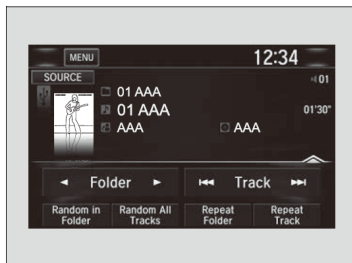 MENU 12:34
SOURCE 01
01 AAA
01 AAA 01'30"
AAA AAA
Folder Track
Random in Folder Random All Tracks Repeat Folder Repeat Track